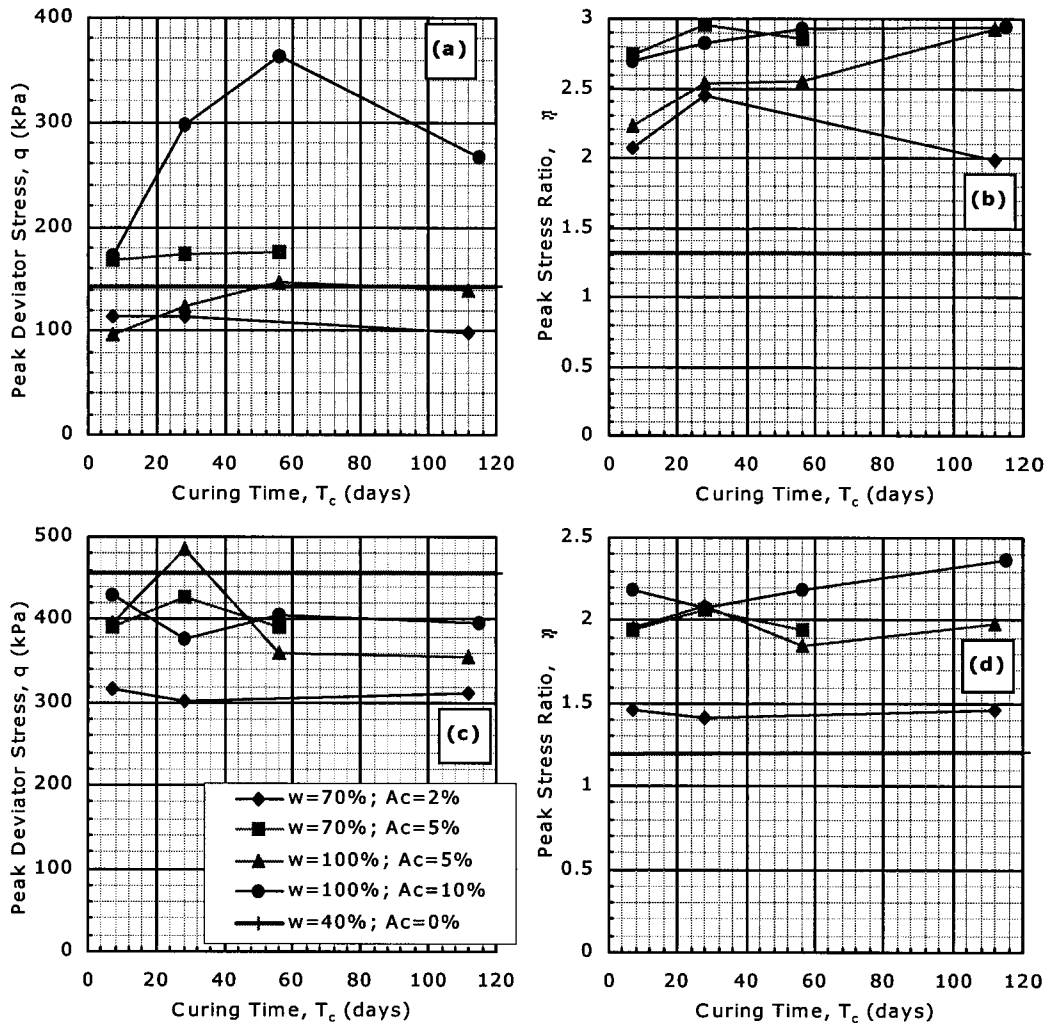 400
300
200
100
0
Peak Deviator Stress, q (kPa)
(a)
0 20 40 60 80 100 120
Curing Time, Tc (days)
3
2.5
2
1.5
1
0.5
0
Peak Stress Ratio, η
(b)
0 20 40 60 80 100 120
Curing Time, Tc (days)
500
400
300
200
100
0
Peak Deviator Stress, q (kPa)
(c)
w=70%; Ac=2%
w=70%; Ac=5%
w=100%; Ac=5%
w=100%; Ac=10%
w=40%; Ac=0%
0 20 40 60 80 100 120
Curing Time, Tc (days)
2.5
2
1.5
1
0.5
0
Peak Stress Ratio, η
(d)
0 20 40 60 80 100 120
Curing Time, Tc (days)